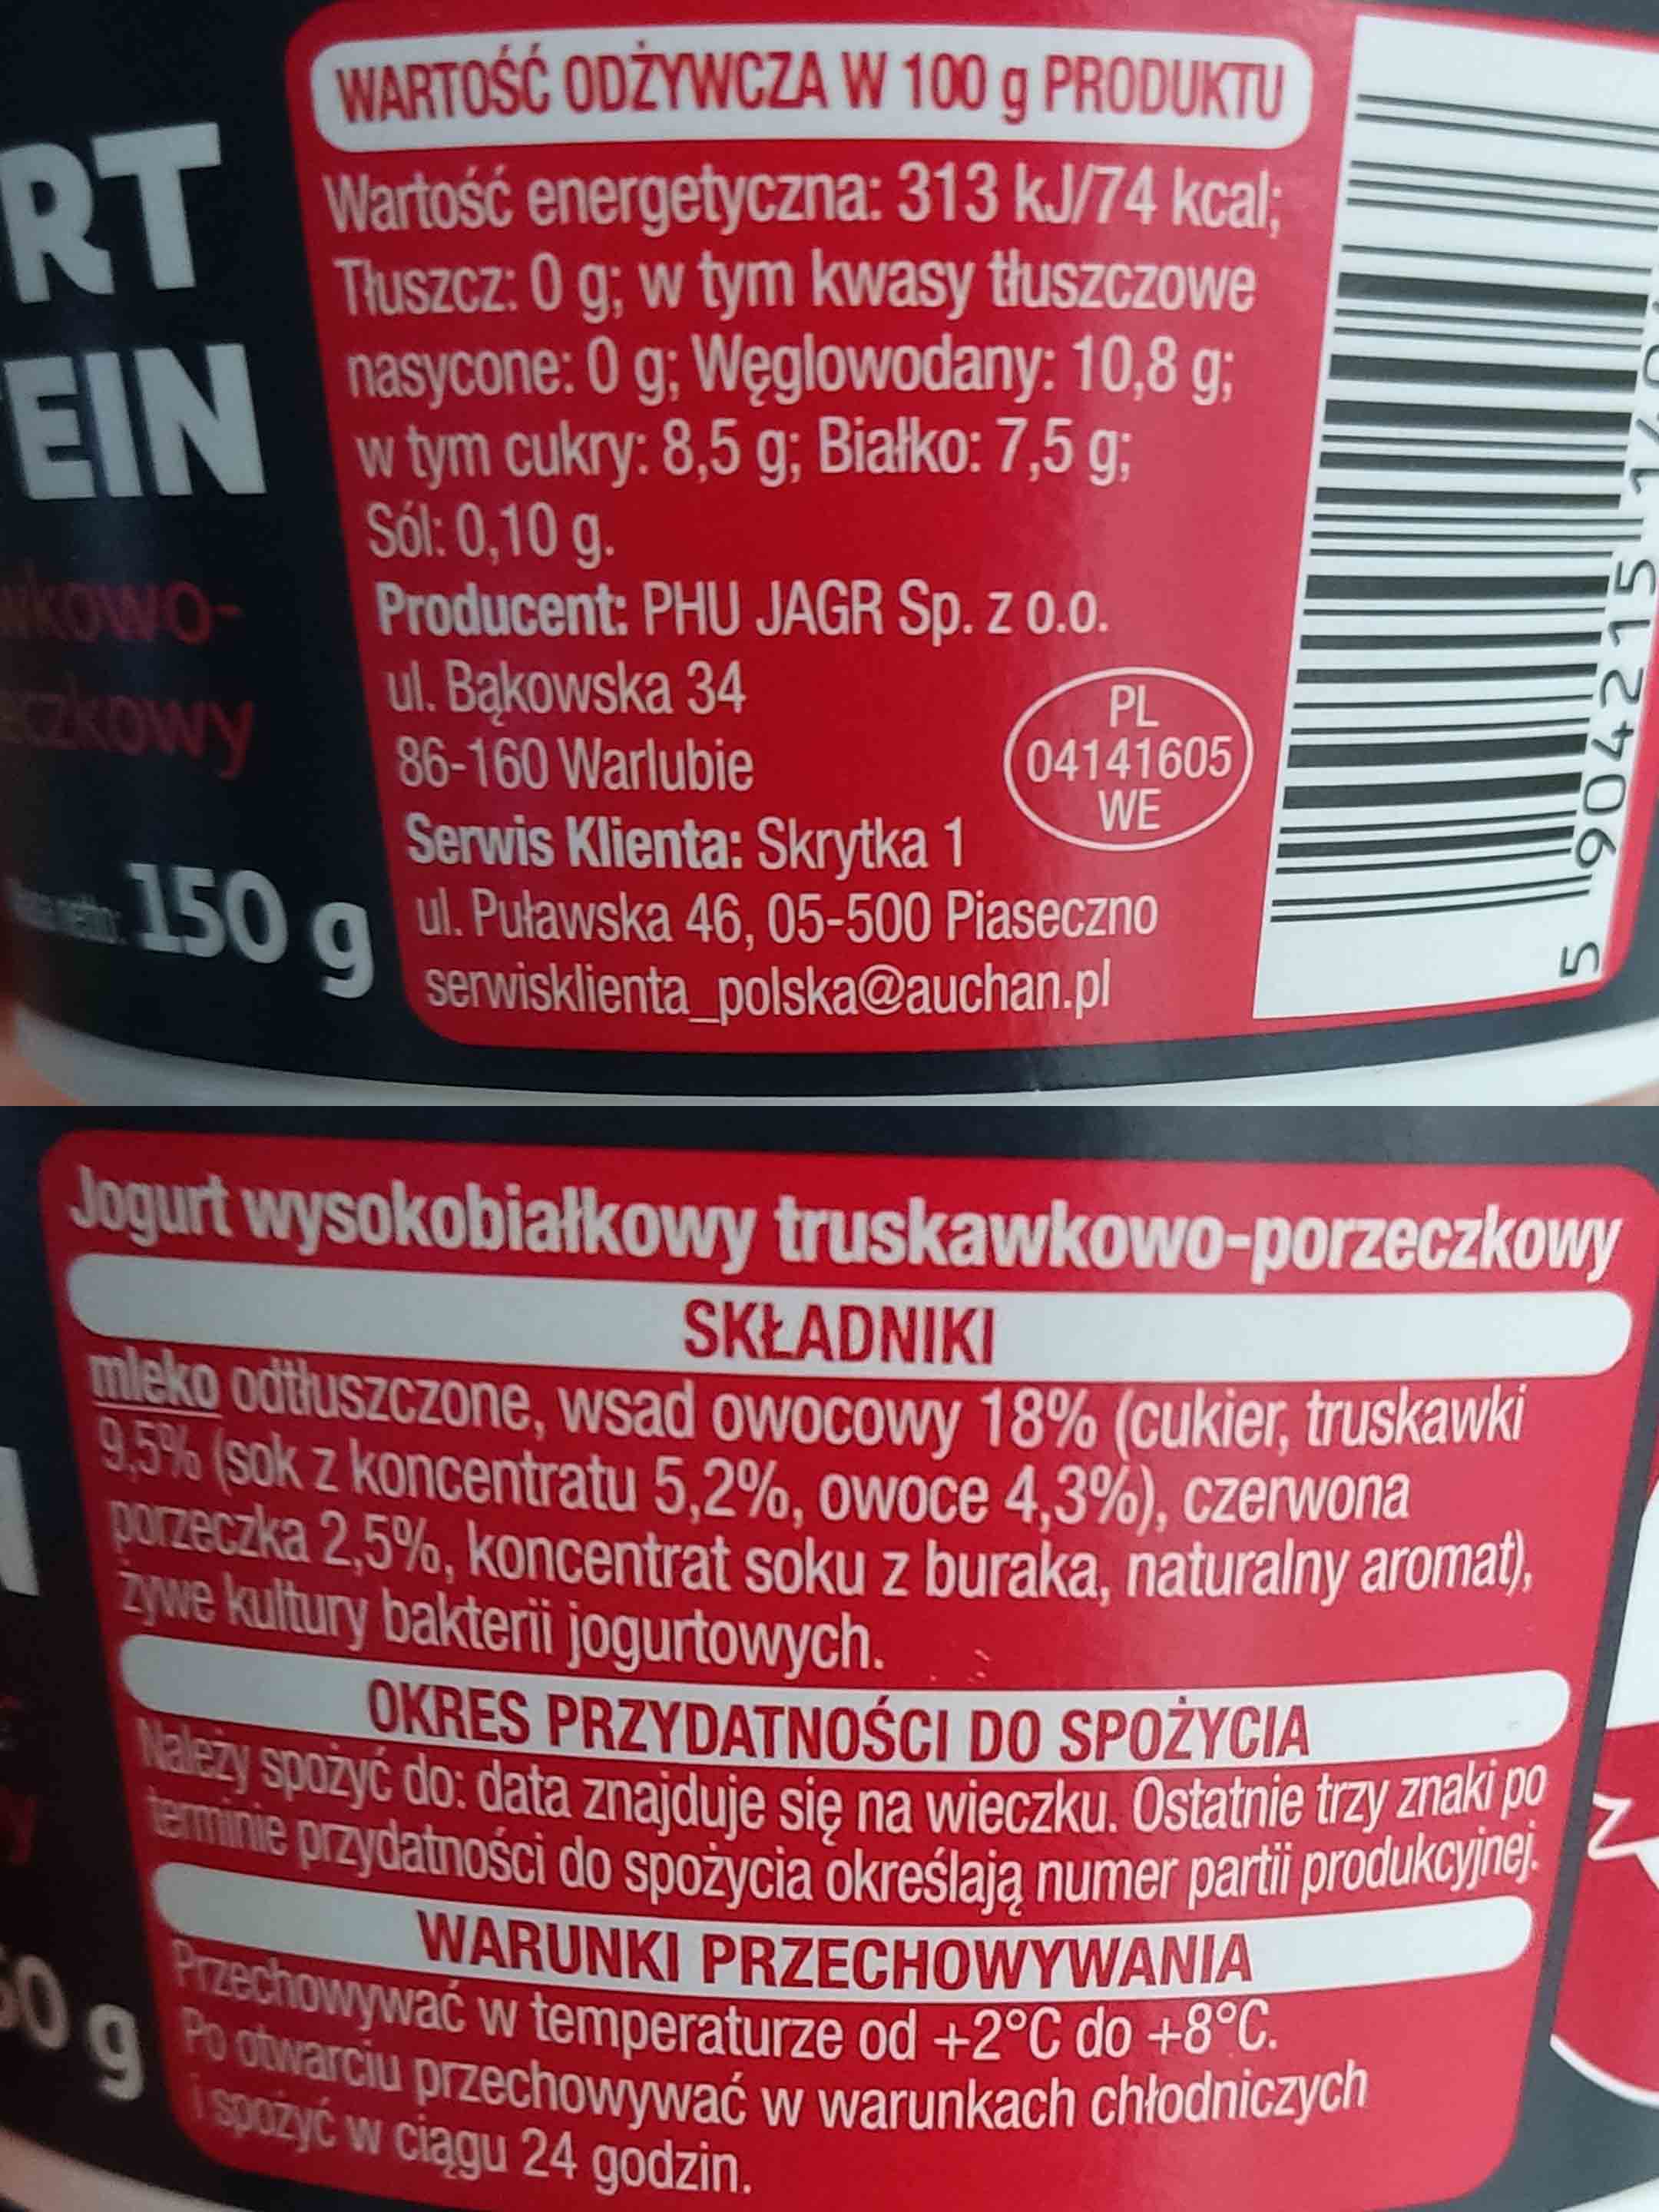 RT
EIN
wkowo-
eczkowy
150 g
WARTOŚĆ ODŻYWCZA W 100 g PRODUKTU
Wartość energetyczna: 313 kJ/74 kcal;
Tłuszcz: 0 g; w tym kwasy tłuszczowe
nasycone: 0 g; Węglowodany: 10,8 g;
w tym cukry: 8,5 g; Białko: 7,5 g;
Sól: 0,10 g.
Producent: PHU JAGR Sp. z o.o.
ul. Bąkowska 34
86-160 Warlubie
PL
04141605
WE
Serwis Klienta: Skrytka 1
ul. Puławska 46, 05-500 Piaseczno
serwisklienta_polska@auchan.pl
Jogurt wysokobiałkowy truskawkowo-porzeczkowy
SKŁADNIKI
mleko odtłuszczone, wsad owocowy 18% (cukier, truskawki
9,5% (sok z koncentratu 5,2%, owoce 4,3%), czerwona
porzeczka 2,5%, koncentrat soku z buraka, naturalny aromat),
żywe kultury bakterii jogurtowych.
OKRES PRZYDATNOŚCI DO SPOŻYCIA
Należy spożyć do: data znajduje się na wieczku. Ostatnie trzy znaki po
terminie przydatności do spożycia określają numer partii produkcyjnej.
WARUNKI PRZECHOWYWANIA
Przechowywać w temperaturze od +2°C do +8°C.
Po otwarciu przechowywać w warunkach chłodniczych
i spożyć w ciągu 24 godzin.
50 g